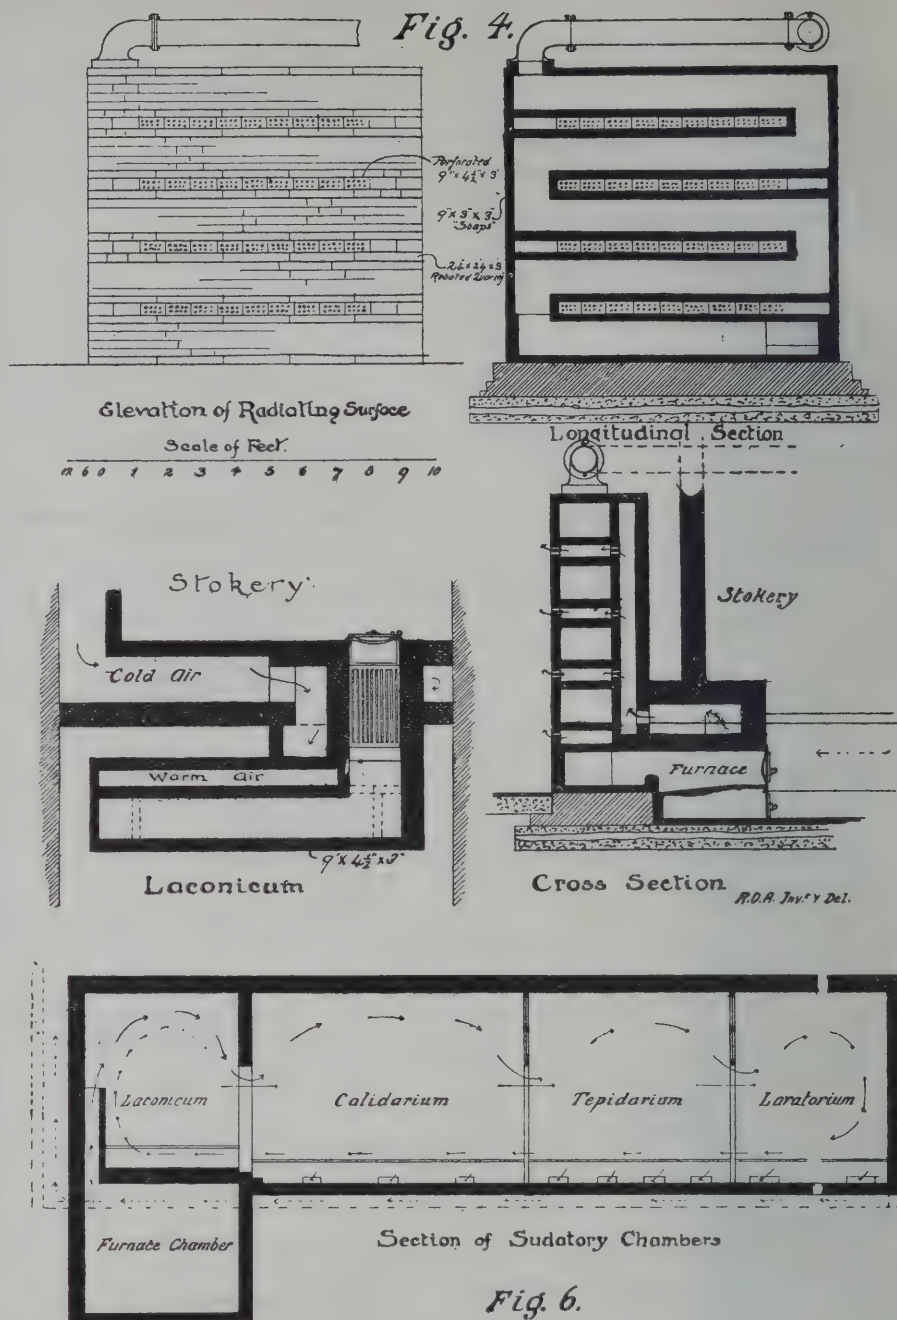 Fig. 4.
Perforated
9" × 4½" × 3"
9" × 3" × 3"
"Soaps"
Elevation of Radiating Surface
Scale of Feet.
12 6 0 1 2 3 4 5 6 7 8 9 10
Longitudinal Section
Stokery
Cold Air
Warm Air
9" × 4½" × 3"
Laconicum
Stokery
Furnace
Cross Section
R.O.A. Inv.t & Del.
Laconicum
Calidarium
Tepidarium
Lavatorium
Furnace Chamber
Section of Sudatory Chambers
Fig. 6.